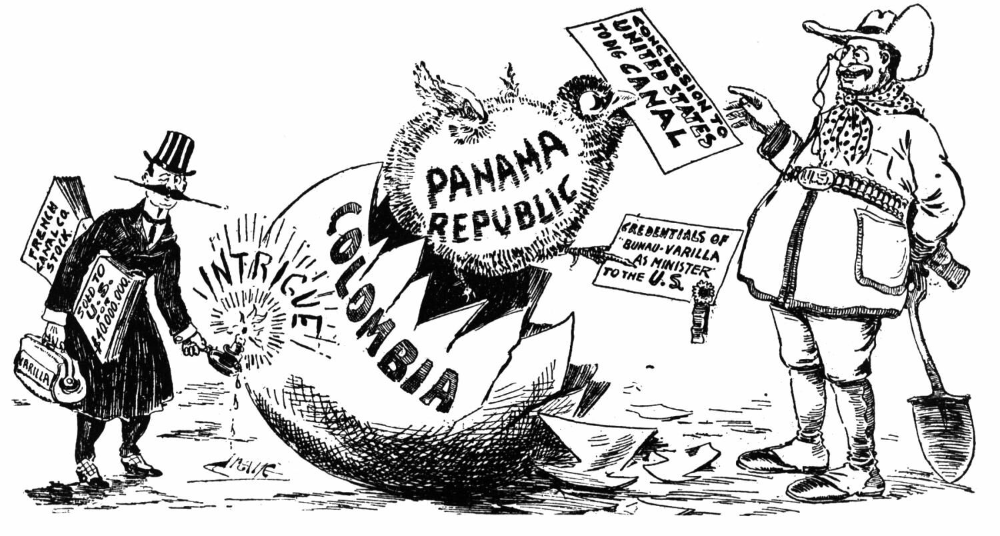 FRENCH
CANAL CO.
STOCK.
SOLD TO
U.S.
FOR
$40,000,000.
VARILLA
INTRIGUE
COLOMBIA
PANAMA
REPUBLIC
CONCESSION TO
UNITED STATES
TO DIG CANAL
CREDENTIALS OF
"BUNAU-VARILLA
AS MINISTER
TO THE U.S.
U.S.